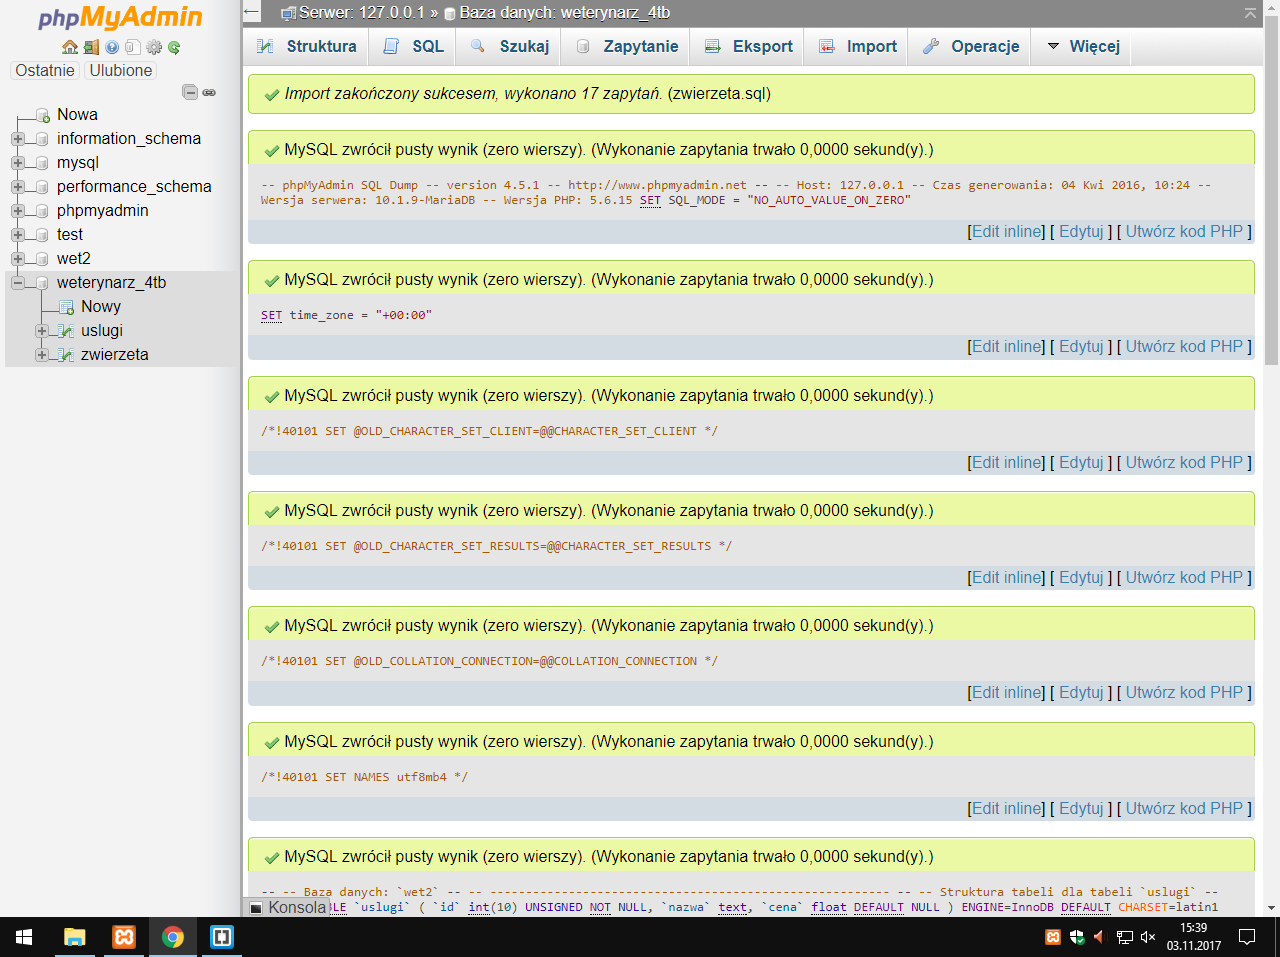 phpMyAdmin
Ostatnie Ulubione
Nowa
information_schema
mysql
performance_schema
phpmyadmin
test
wet2
weterynarz_4tb
Nowy
uslugi
zwierzeta
Serwer: 127.0.0.1 » Baza danych: weterynarz_4tb
Struktura SQL Szukaj Zapytanie Eksport Import Operacje Więcej
Import zakończony sukcesem, wykonano 17 zapytań. (zwierzeta.sql)
MySQL zwrócił pusty wynik (zero wierszy). (Wykonanie zapytania trwało 0,0000 sekund(y).)
-- phpMyAdmin SQL Dump -- version 4.5.1 -- http://www.phpmyadmin.net -- -- Host: 127.0.0.1 -- Czas generowania: 04 Kwi 2016, 10:24 --
Wersja serwera: 10.1.9-MariaDB -- Wersja PHP: 5.6.15 SET SQL_MODE = "NO_AUTO_VALUE_ON_ZERO"
[Edit inline] [ Edytuj ] [ Utwórz kod PHP ]
MySQL zwrócił pusty wynik (zero wierszy). (Wykonanie zapytania trwało 0,0000 sekund(y).)
SET time_zone = "+00:00"
[Edit inline] [ Edytuj ] [ Utwórz kod PHP ]
MySQL zwrócił pusty wynik (zero wierszy). (Wykonanie zapytania trwało 0,0000 sekund(y).)
/*!40101 SET @OLD_CHARACTER_SET_CLIENT=@@CHARACTER_SET_CLIENT */
[Edit inline] [ Edytuj ] [ Utwórz kod PHP ]
MySQL zwrócił pusty wynik (zero wierszy). (Wykonanie zapytania trwało 0,0000 sekund(y).)
/*!40101 SET @OLD_CHARACTER_SET_RESULTS=@@CHARACTER_SET_RESULTS */
[Edit inline] [ Edytuj ] [ Utwórz kod PHP ]
MySQL zwrócił pusty wynik (zero wierszy). (Wykonanie zapytania trwało 0,0000 sekund(y).)
/*!40101 SET @OLD_COLLATION_CONNECTION=@@COLLATION_CONNECTION */
[Edit inline] [ Edytuj ] [ Utwórz kod PHP ]
MySQL zwrócił pusty wynik (zero wierszy). (Wykonanie zapytania trwało 0,0000 sekund(y).)
/*!40101 SET NAMES utf8mb4 */
[Edit inline] [ Edytuj ] [ Utwórz kod PHP ]
MySQL zwrócił pusty wynik (zero wierszy). (Wykonanie zapytania trwało 0,0000 sekund(y).)
-- -- Baza danych: `wet2` -- -- -------------------------------------------------------- -- -- Struktura tabeli dla tabeli `uslugi` --
`uslugi` ( `id` int(10) UNSIGNED NOT NULL, `nazwa` text, `cena` float DEFAULT NULL ) ENGINE=InnoDB DEFAULT CHARSET=latin1
Konsola
15:39
03.11.2017